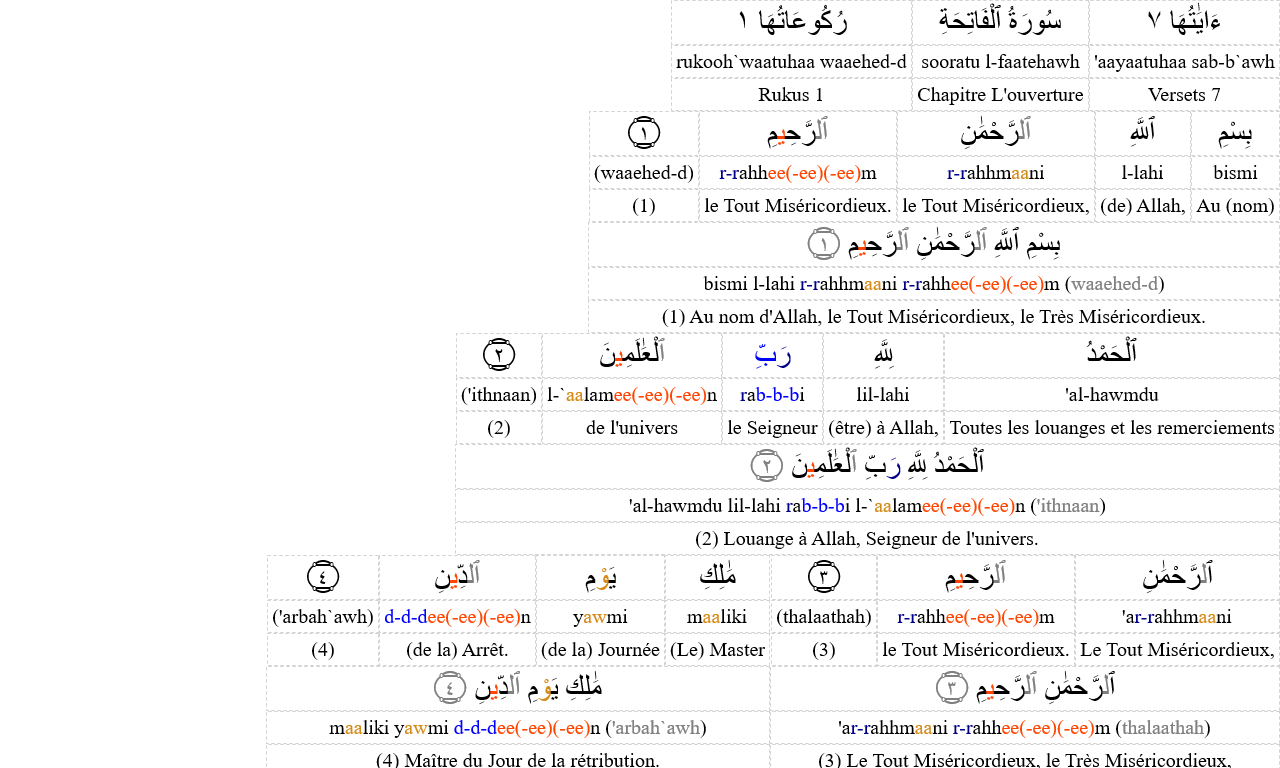 ءَايَٰتُهَا ٧ سُورَةُ ٱلْفَاتِحَةِ رُكُوعَاتُهَا ١
'aayaatuhaa sab-b`awh sooratu l-faatehawh rukooh`waatuhaa waaehed-d
Versets 7 Chapitre L'ouverture Rukus 1
بِسْمِ ٱللَّهِ ٱلرَّحْمَٰنِ ٱلرَّحِيمِ ١
bismi l-lahi r-rahhmaani r-rahhee(-ee)(-ee)m (waaehed-d)
Au (nom) (de) Allah, le Tout Miséricordieux, le Tout Miséricordieux. (1)
بِسْمِ ٱللَّهِ ٱلرَّحْمَٰنِ ٱلرَّحِيمِ ١
bismi l-lahi r-rahhmaani r-rahhee(-ee)(-ee)m (waaehed-d)
(1) Au nom d'Allah, le Tout Miséricordieux, le Très Miséricordieux.
ٱلْحَمْدُ لِلَّهِ رَبِّ ٱلْعَٰلَمِينَ ٢
'al-hawmdu lil-lahi rab-b-bi l-`aalamee(-ee)(-ee)n ('ithnaan)
Toutes les louanges et les remerciements (être) à Allah, le Seigneur de l'univers (2)
ٱلْحَمْدُ لِلَّهِ رَبِّ ٱلْعَٰلَمِينَ ٢
'al-hawmdu lil-lahi rab-b-bi l-`aalamee(-ee)(-ee)n ('ithnaan)
(2) Louange à Allah, Seigneur de l'univers.
ٱلرَّحْمَٰنِ ٱلرَّحِيمِ ٣ مَٰلِكِ يَوْمِ ٱلدِّينِ ٤
'ar-rahhmaani r-rahhee(-ee)(-ee)m (thalaathah) maaliki yawmi d-d-dee(-ee)(-ee)n ('arbah`awh)
Le Tout Miséricordieux, le Tout Miséricordieux. (3) (Le) Master (de la) Journée (de la) Arrêt. (4)
ٱلرَّحْمَٰنِ ٱلرَّحِيمِ ٣ مَٰلِكِ يَوْمِ ٱلدِّينِ ٤
'ar-rahhmaani r-rahhee(-ee)(-ee)m (thalaathah) maaliki yawmi d-d-dee(-ee)(-ee)n ('arbah`awh)
(3) Le Tout Miséricordieux, le Très Miséricordieux, (4) Maître du Jour de la rétribution.